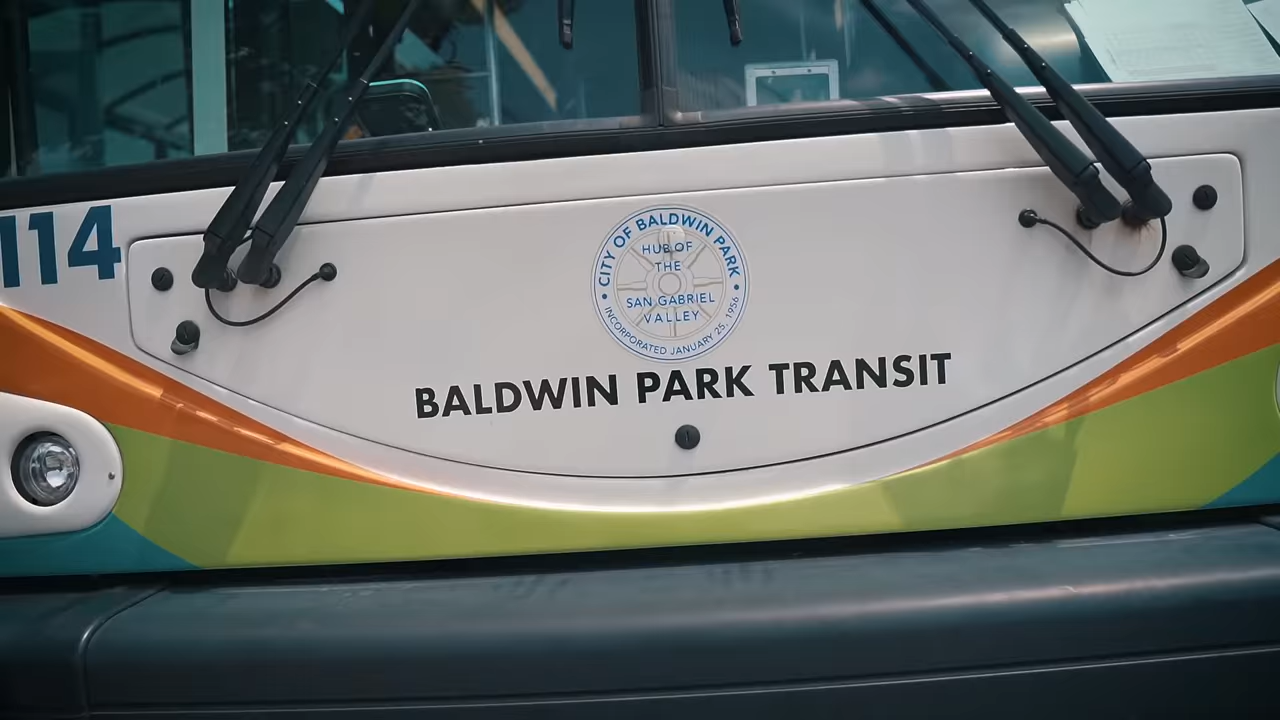 114
CITY OF BALDWIN PARK
HUB OF
THE
SAN GABRIEL
VALLEY
INCORPORATED JANUARY 25, 1956
BALDWIN PARK TRANSIT